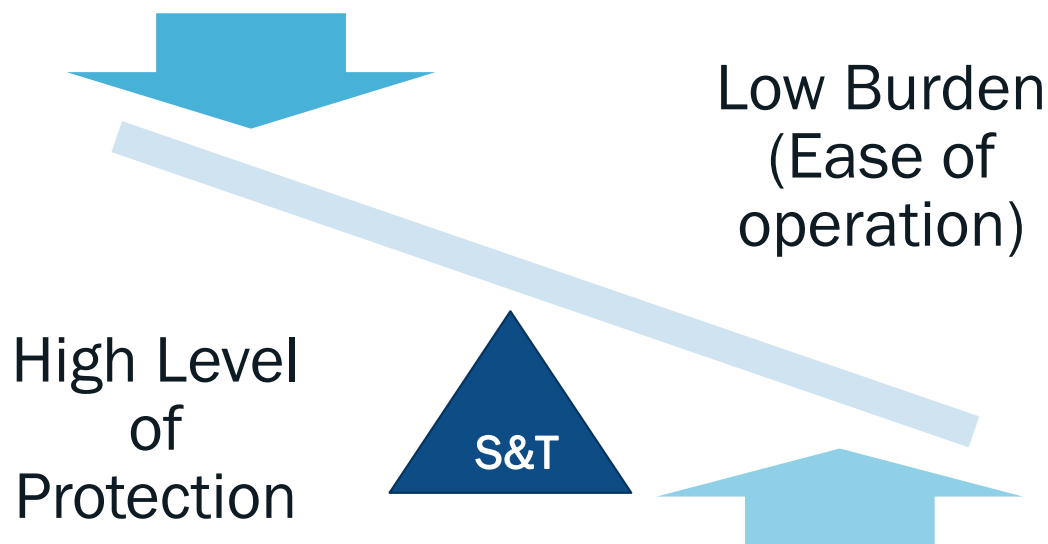 Low Burden
(Ease of
operation)
High Level
of
Protection
S&T